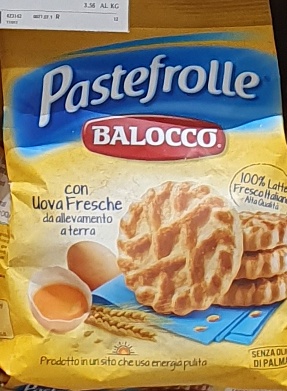 3.56 AL KG
Pastefrolle
BALOCCO
con
Uova Fresche
da allevamento
a terra
100% Latte
Fresco Italiano
Alta Qualità
Prodotto in un sito che usa energia pulita
SENZA OLIO
DI PALMA